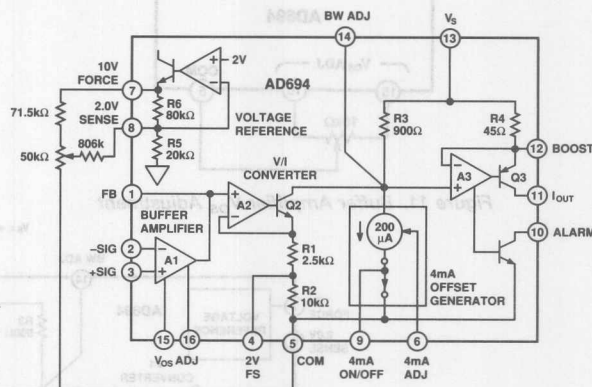 BW ADJ
V_S
14
13
10V
FORCE
7
2V
AD694
R6
80kΩ
71.5kΩ
2.0V
SENSE
8
VOLTAGE
REFERENCE
R3
900Ω
R4
45Ω
806k
R5
20kΩ
12
BOOST
50kΩ
V/I
CONVERTER
A3
Q3
FB
1
A2
Q2
11
I_OUT
BUFFER
AMPLIFIER
200
µA
10
ALARM
–SIG
2
+SIG
3
A1
R1
2.5kΩ
4mA
OFFSET
GENERATOR
R2
10kΩ
15
16
4
5
9
6
V_OS ADJ
2V
FS
COM
4mA
ON/OFF
4mA
ADJ